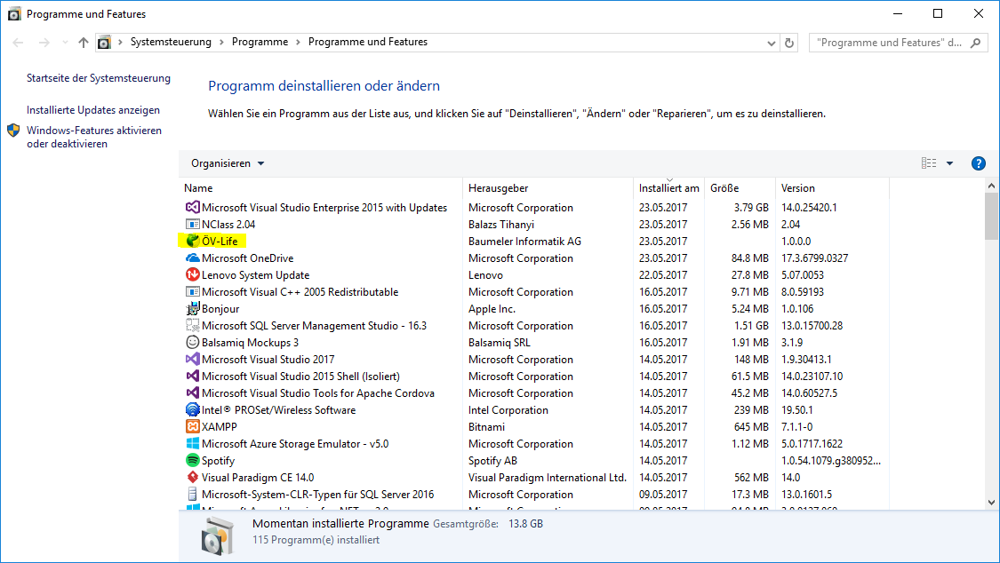 Programme und Features
Systemsteuerung > Programme > Programme und Features
"Programme und Features" d...
Startseite der Systemsteuerung
Installierte Updates anzeigen
Windows-Features aktivieren
oder deaktivieren
Programm deinstallieren oder ändern
Wählen Sie ein Programm aus der Liste aus, und klicken Sie auf "Deinstallieren", "Ändern" oder "Reparieren", um es zu deinstallieren.
Organisieren
Name Herausgeber Installiert am Größe Version
Microsoft Visual Studio Enterprise 2015 with Updates Microsoft Corporation 23.05.2017 3.79 GB 14.0.25420.1
NClass 2.04 Balazs Tihanyi 23.05.2017 2.56 MB 2.04
ÖV-Life Baumeler Informatik AG 23.05.2017 1.0.0.0
Microsoft OneDrive Microsoft Corporation 23.05.2017 84.8 MB 17.3.6799.0327
Lenovo System Update Lenovo 22.05.2017 27.8 MB 5.07.0053
Microsoft Visual C++ 2005 Redistributable Microsoft Corporation 16.05.2017 9.71 MB 8.0.59193
Bonjour Apple Inc. 16.05.2017 5.24 MB 1.0.106
Microsoft SQL Server Management Studio - 16.3 Microsoft Corporation 16.05.2017 1.51 GB 13.0.15700.28
Balsamiq Mockups 3 Balsamiq SRL 16.05.2017 1.91 MB 3.1.9
Microsoft Visual Studio 2017 Microsoft Corporation 14.05.2017 148 MB 1.9.30413.1
Microsoft Visual Studio 2015 Shell (Isoliert) Microsoft Corporation 14.05.2017 61.5 MB 14.0.23107.10
Microsoft Visual Studio Tools for Apache Cordova Microsoft Corporation 14.05.2017 45.2 MB 14.0.60527.5
Intel® PROSet/Wireless Software Intel Corporation 14.05.2017 239 MB 19.50.1
XAMPP Bitnami 14.05.2017 645 MB 7.1.1-0
Microsoft Azure Storage Emulator - v5.0 Microsoft Corporation 14.05.2017 1.12 MB 5.0.1717.1622
Spotify Spotify AB 14.05.2017 1.0.54.1079.g380952...
Visual Paradigm CE 14.0 Visual Paradigm International Ltd. 14.05.2017 562 MB 14.0
Microsoft-System-CLR-Typen für SQL Server 2016 Microsoft Corporation 09.05.2017 17.3 MB 13.0.1601.5
Momentan installierte Programme Gesamtgröße: 13.8 GB
115 Programm(e) installiert